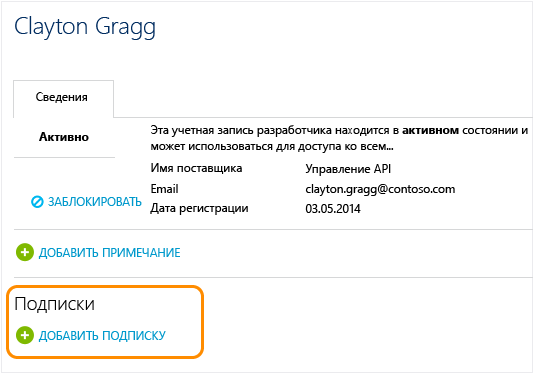 Clayton Gragg
Сведения
Активно
Эта учетная запись разработчика находится в активном состоянии и
может использоваться для доступа ко всем...
Имя поставщика Управление API
Email clayton.gragg@contoso.com
Дата регистрации 03.05.2014
ЗАБЛОКИРОВАТЬ
ДОБАВИТЬ ПРИМЕЧАНИЕ
Подписки
ДОБАВИТЬ ПОДПИСКУ